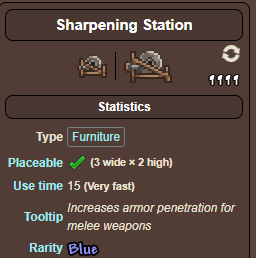 Sharpening Station
1111
Statistics
Type Furniture
Placeable (3 wide × 2 high)
Use time 15 (Very fast)
Tooltip Increases armor penetration for
melee weapons
Rarity Blue